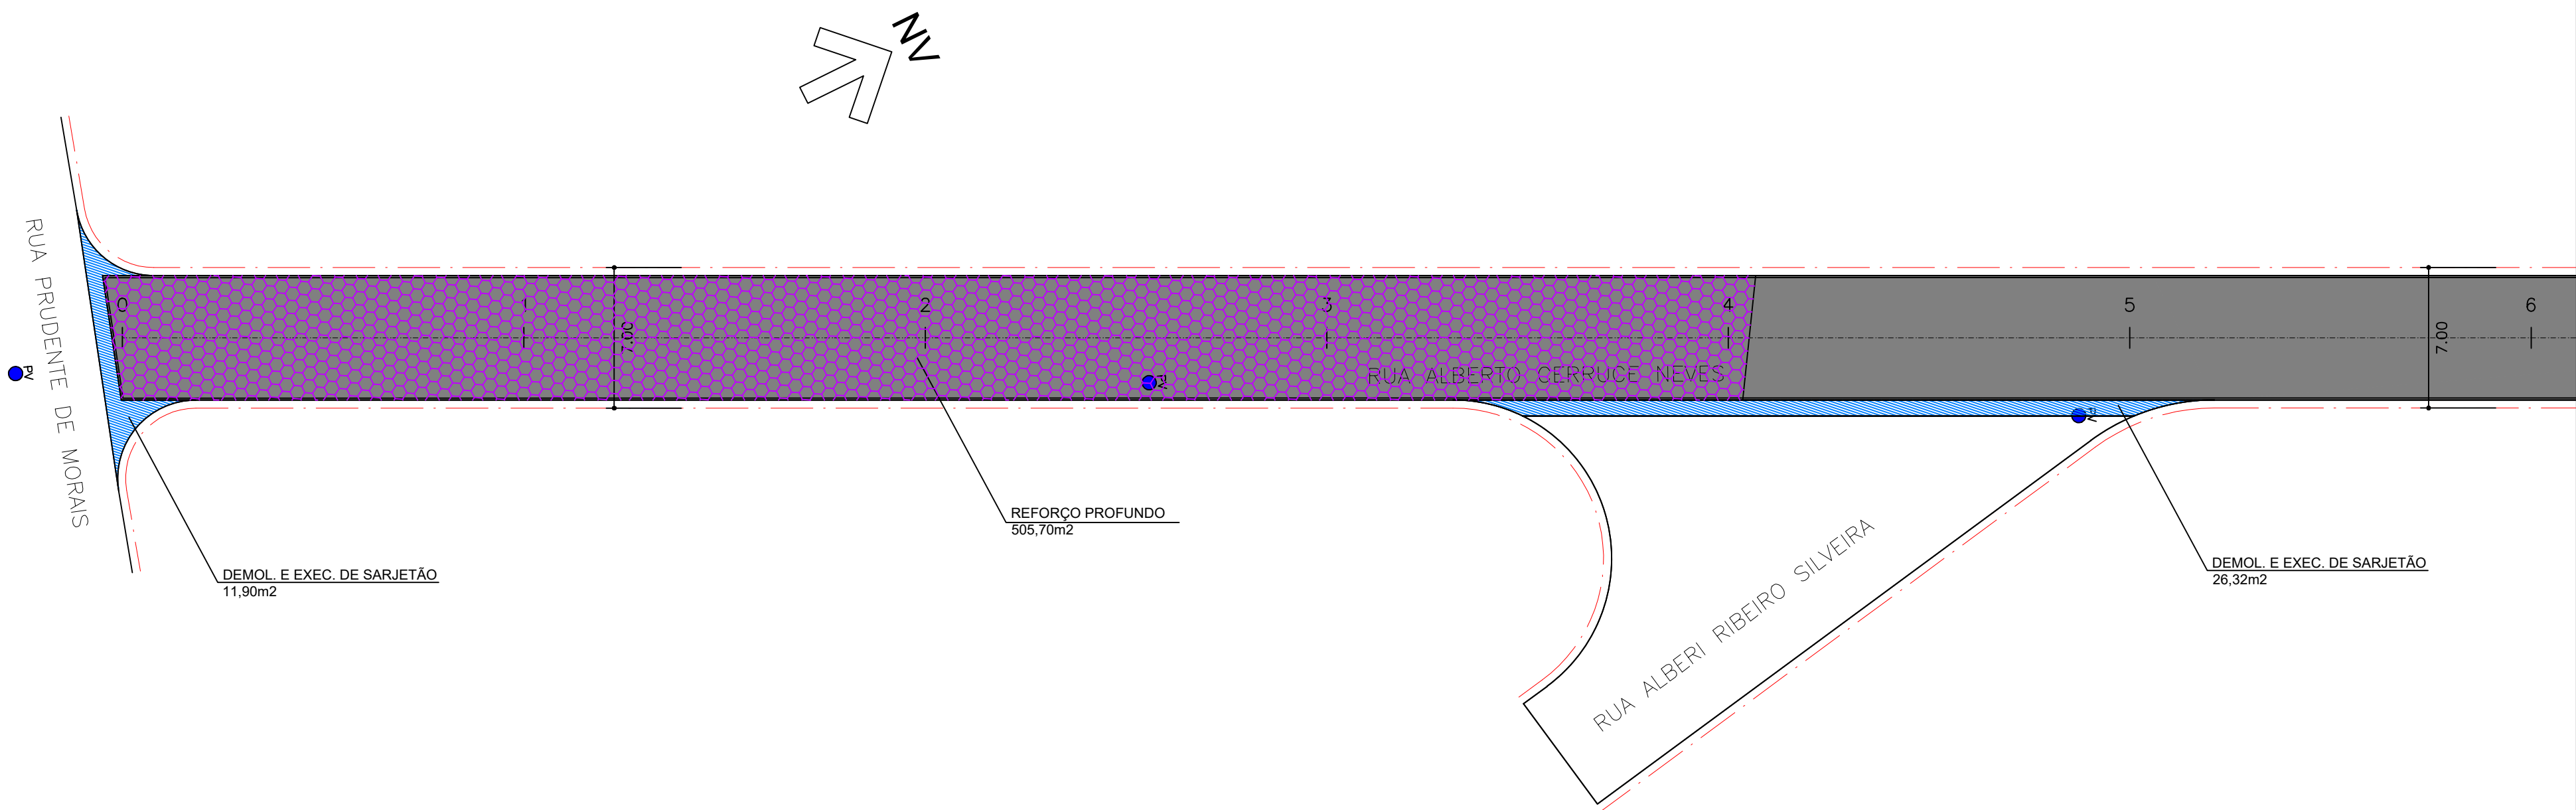 NV
RUA PRUDENTE DE MORAIS
PV
0
1
2
3
4
5
6
7.00
7.00
RUA ALBERTO CERRUCE NEVES
PV
PV
REFORÇO PROFUNDO
505,70m2
DEMOL. E EXEC. DE SARJETÃO
11,90m2
RUA ALBERI RIBEIRO SILVEIRA
DEMOL. E EXEC. DE SARJETÃO
26,32m2